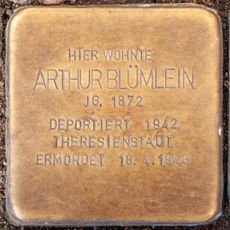 HIER WOHNTE
ARTHUR BLÜMLEIN
JG. 1872
DEPORTIERT 1942
THERESIENSTADT
ERMORDET 18.4.1943